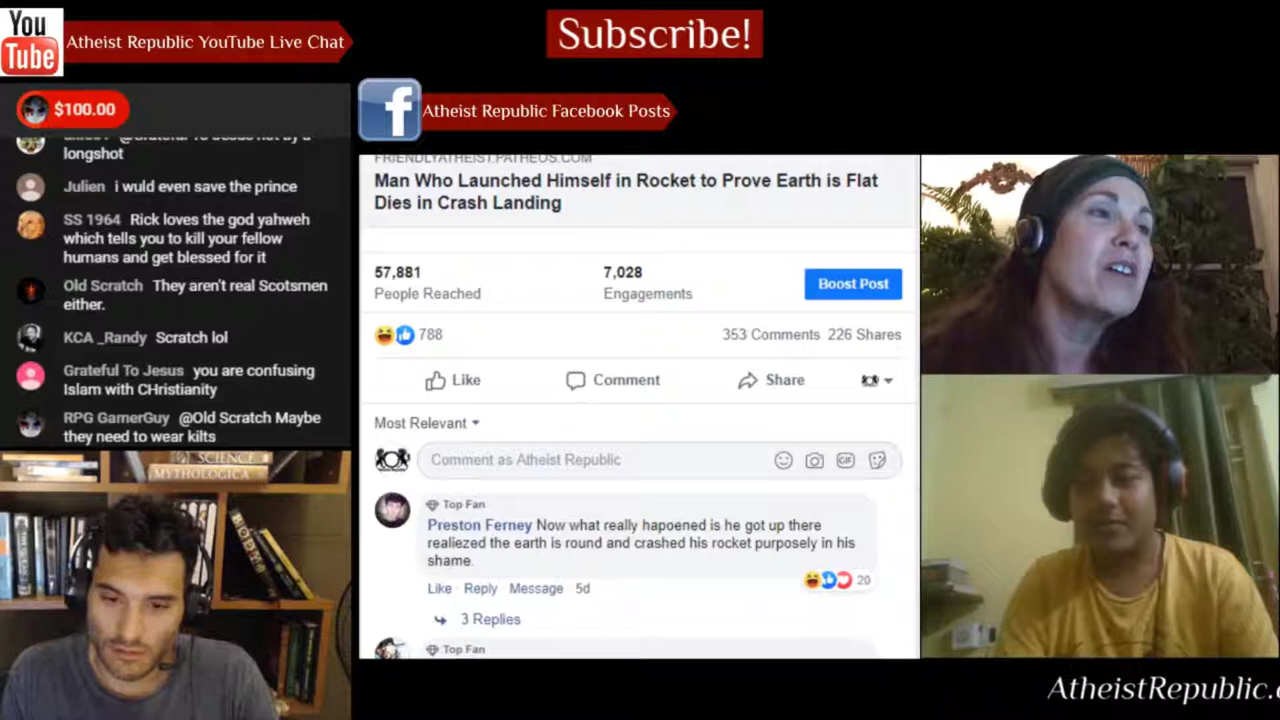 You
Tube
Atheist Republic YouTube Live Chat
Subscribe!
$100.00
Atheist Republic Facebook Posts
longshot
Julien i wuld even save the prince
SS 1964 Rick loves the god yahweh
which tells you to kill your fellow
humans and get blessed for it
Old Scratch They aren't real Scotsmen
either.
KCA _Randy Scratch lol
Grateful To Jesus you are confusing
Islam with CHristianity
RPG GamerGuy @Old Scratch Maybe
they need to wear kilts
FRIENDLYATHEIST.PATHEOS.COM
Man Who Launched Himself in Rocket to Prove Earth is Flat
Dies in Crash Landing
57,881
People Reached
7,028
Engagements
Boost Post
788
353 Comments 226 Shares
Like
Comment
Share
Most Relevant
Comment as Atheist Republic
GIF
Top Fan
Preston Ferney Now what really hapoened is he got up there
realiezed the earth is round and crashed his rocket purposely in his
shame.
Like Reply Message 5d
20
3 Replies
Top Fan
SCIENCE
MYTHOLOGICA
BODY
AtheistRepublic.c